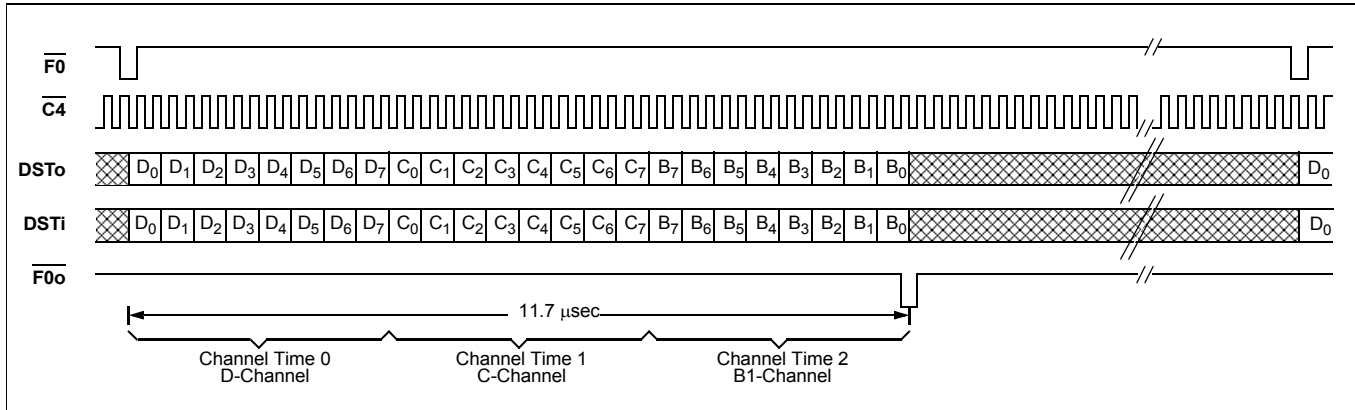 F0
C4
DSTo D0 D1 D2 D3 D4 D5 D6 D7 C0 C1 C2 C3 C4 C5 C6 C7 B7 B6 B5 B4 B3 B2 B1 B0 D0
DSTi D0 D1 D2 D3 D4 D5 D6 D7 C0 C1 C2 C3 C4 C5 C6 C7 B7 B6 B5 B4 B3 B2 B1 B0 D0
F0o
11.7 μsec
Channel Time 0 Channel Time 1 Channel Time 2
D-Channel C-Channel B1-Channel